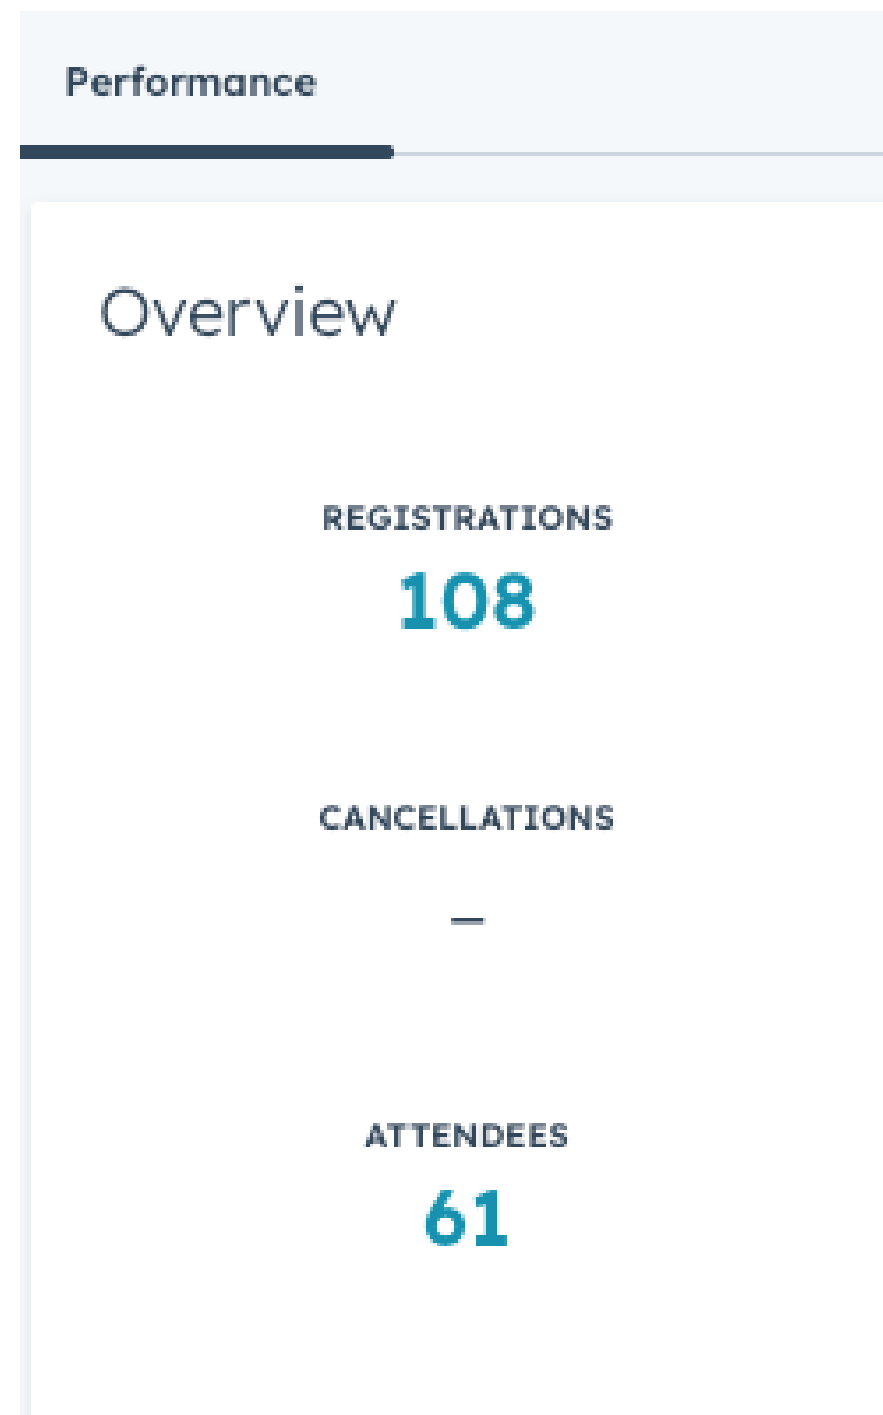 Performance
Overview
REGISTRATIONS
108
CANCELLATIONS
–
ATTENDEES
61